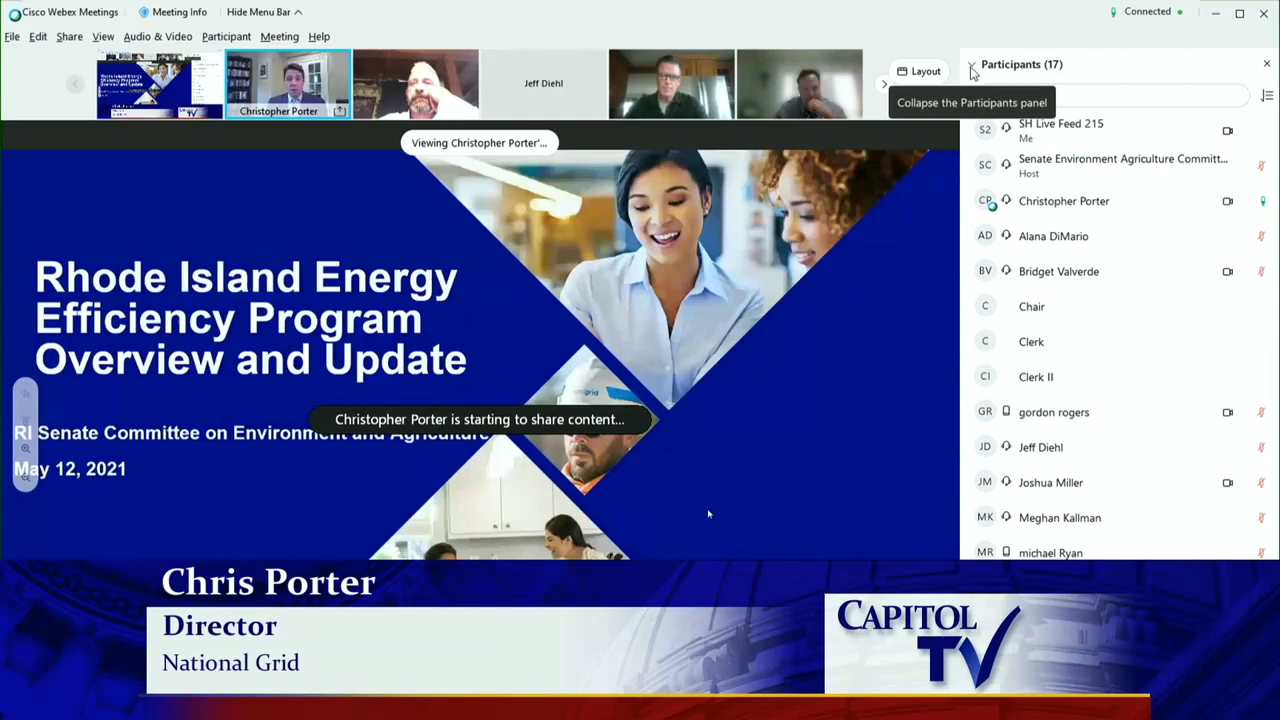 Cisco Webex Meetings
Meeting Info
Hide Menu Bar
Connected
File Edit Share View Audio & Video Participant Meeting Help
Christopher Porter
Jeff Diehl
Layout
Participants (17)
Collapse the Participants panel
Viewing Christopher Porter'...
S2 SH Live Feed 215
Me
SC Senate Environment Agriculture Committ...
Host
CP Christopher Porter
AD Alana DiMario
BV Bridget Valverde
C Chair
C Clerk
CI Clerk II
GR gordon rogers
JD Jeff Diehl
JM Joshua Miller
MK Meghan Kallman
MR michael Ryan
Rhode Island Energy
Efficiency Program
Overview and Update
Christopher Porter is starting to share content...
RI Senate Committee on Environment and Agriculture
May 12, 2021
Chris Porter
Director
National Grid
CAPITOL
TV